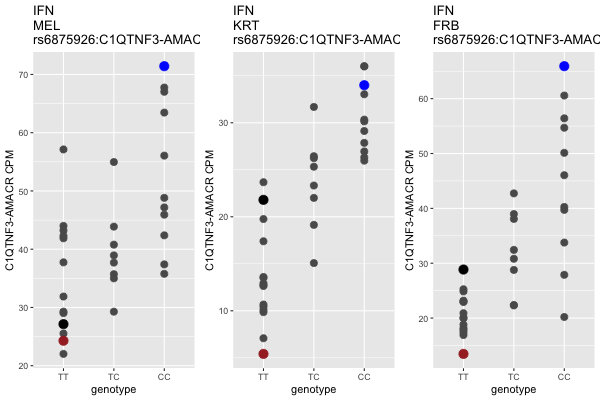 IFN
MEL
rs6875926:C1QTNF3-AMAC
C1QTNF3-AMACR CPM
70
60
50
40
30
20
TT TC CC
genotype
IFN
KRT
rs6875926:C1QTNF3-AMAC
C1QTNF3-AMACR CPM
30
20
10
TT TC CC
genotype
IFN
FRB
rs6875926:C1QTNF3-AMAC
C1QTNF3-AMACR CPM
60
50
40
30
20
TT TC CC
genotype